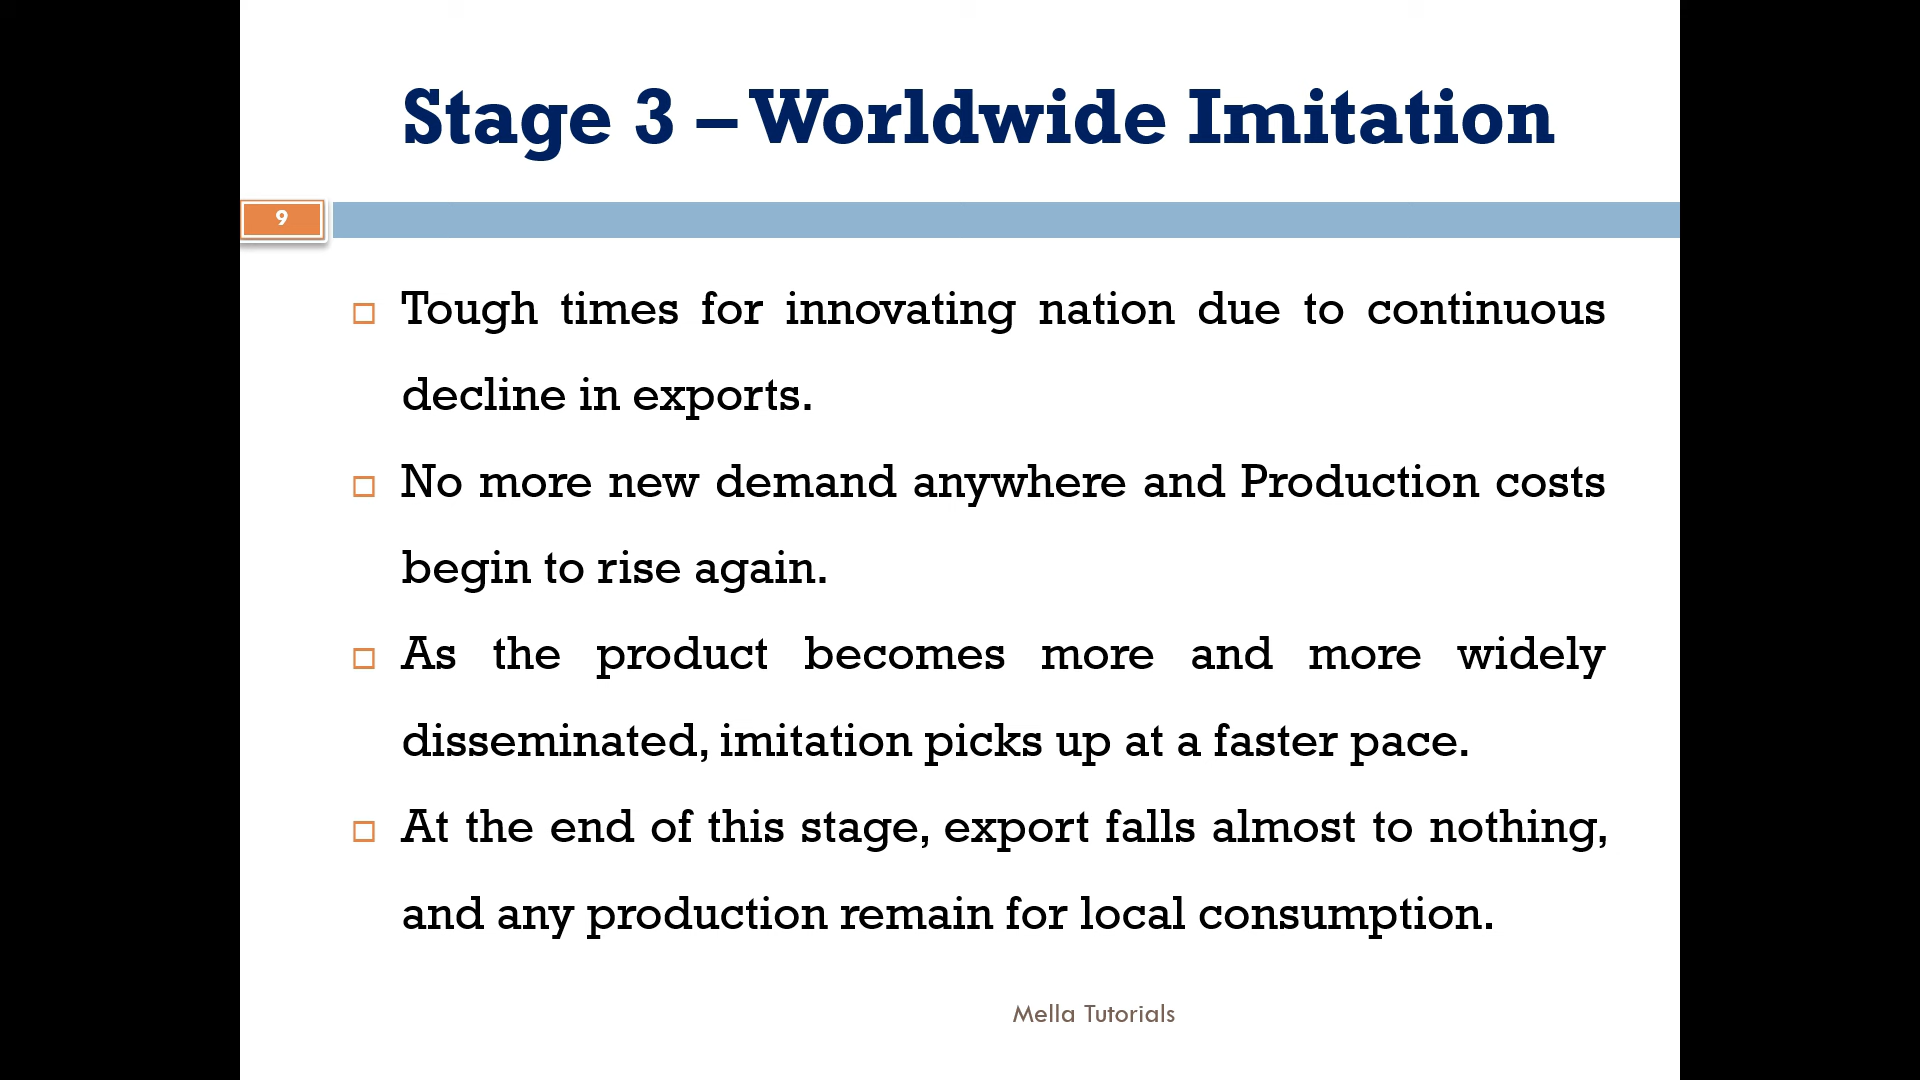 Stage 3 – Worldwide Imitation
9
Tough times for innovating nation due to continuous
decline in exports.
No more new demand anywhere and Production costs
begin to rise again.
As the product becomes more and more widely
disseminated, imitation picks up at a faster pace.
At the end of this stage, export falls almost to nothing,
and any production remain for local consumption.
Mella Tutorials